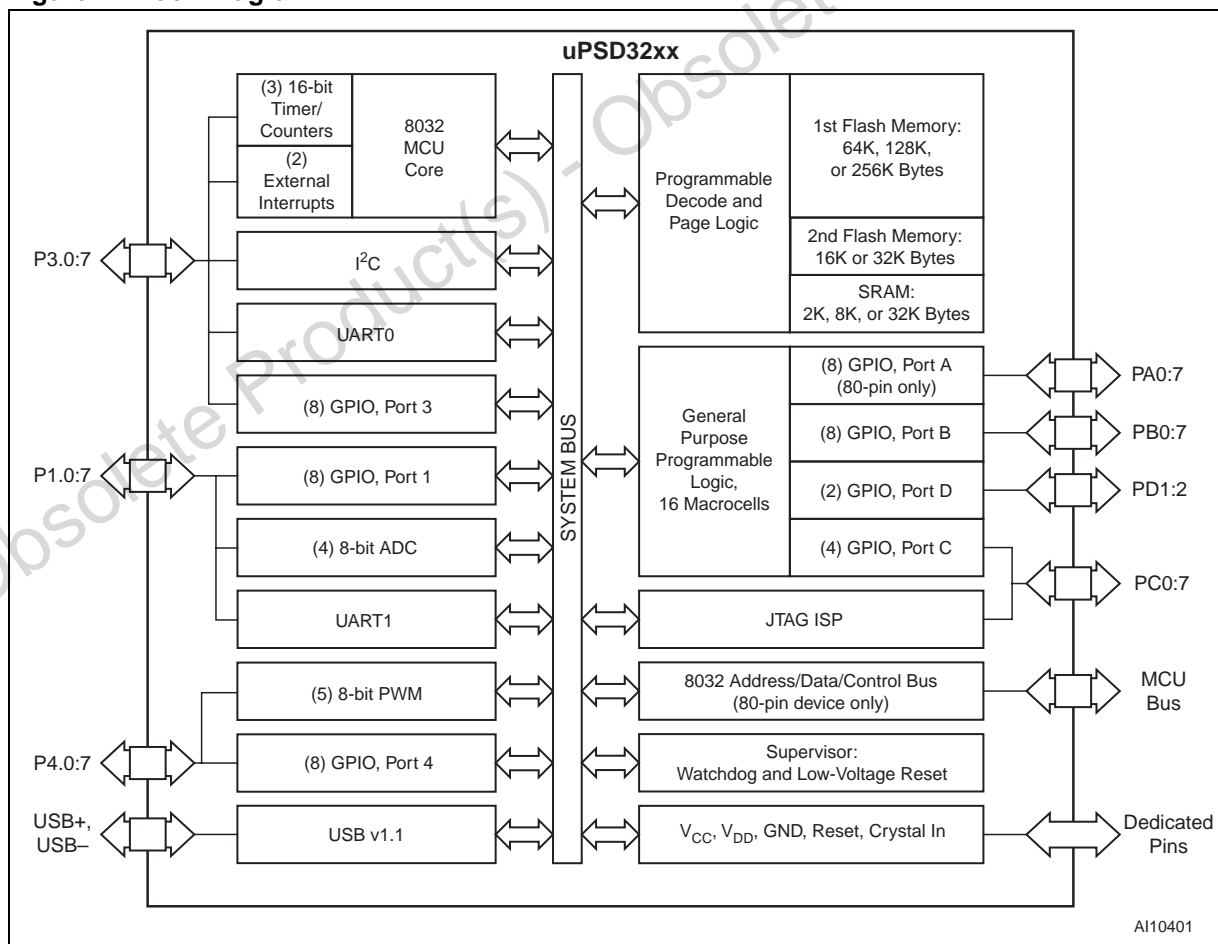 uPSD32xx
(3) 16-bit
Timer/
Counters
(2)
External
Interrupts
8032
MCU
Core
I²C
UART0
(8) GPIO, Port 3
(8) GPIO, Port 1
(4) 8-bit ADC
UART1
(5) 8-bit PWM
(8) GPIO, Port 4
USB v1.1
P3.0:7
P1.0:7
P4.0:7
USB+,
USB–
SYSTEM BUS
Programmable
Decode and
Page Logic
1st Flash Memory:
64K, 128K,
or 256K Bytes
2nd Flash Memory:
16K or 32K Bytes
SRAM:
2K, 8K, or 32K Bytes
General
Purpose
Programmable
Logic,
16 Macrocells
(8) GPIO, Port A
(80-pin only)
(8) GPIO, Port B
(2) GPIO, Port D
(4) GPIO, Port C
JTAG ISP
8032 Address/Data/Control Bus
(80-pin device only)
Supervisor:
Watchdog and Low-Voltage Reset
VCC, VDD, GND, Reset, Crystal In
PA0:7
PB0:7
PD1:2
PC0:7
MCU
Bus
Dedicated
Pins
AI10401
Obsolete Product(s) - Obsolete